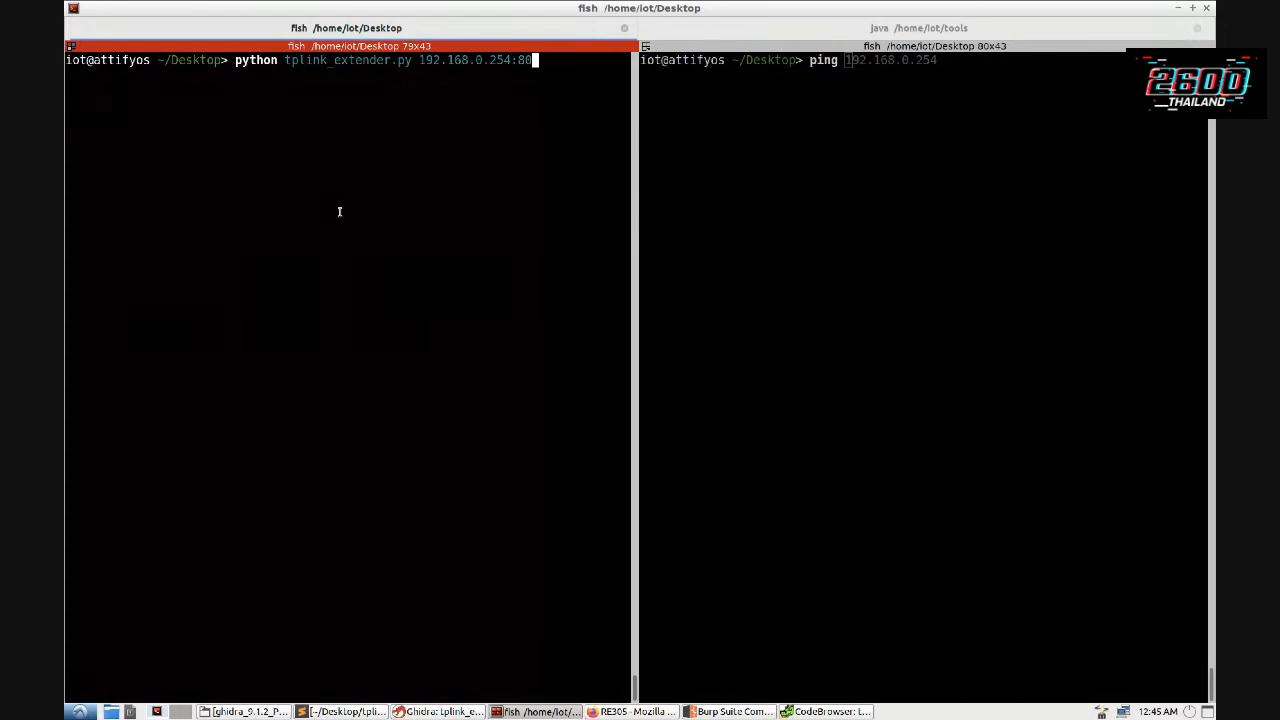 fish /home/iot/Desktop
fish /home/iot/Desktop
java /home/iot/tools
fish /home/iot/Desktop 79x43
fish /home/iot/Desktop 80x43
iot@attifyos ~/Desktop> python tplink_extender.py 192.168.0.254:80
iot@attifyos ~/Desktop> ping 192.168.0.254
2600
THAILAND
[ghidra_9.1.2_P...
[~/Desktop/tpli...
Ghidra: tplink_e...
fish /home/iot/...
RE305 - Mozilla ...
Burp Suite Com...
CodeBrowser: t...
12:45 AM